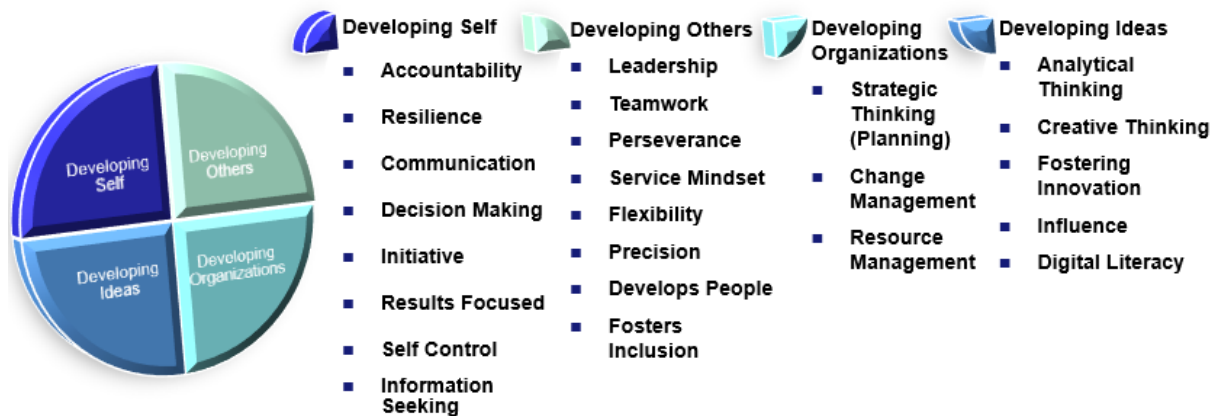 Developing
Self
Developing
Others
Developing
Ideas
Developing
Organizations
Developing Self
Accountability
Resilience
Communication
Decision Making
Initiative
Results Focused
Self Control
Information
Seeking
Developing Others
Leadership
Teamwork
Perseverance
Service Mindset
Flexibility
Precision
Develops People
Fosters
Inclusion
Developing
Organizations
Strategic
Thinking
(Planning)
Change
Management
Resource
Management
Developing Ideas
Analytical
Thinking
Creative Thinking
Fostering
Innovation
Influence
Digital Literacy